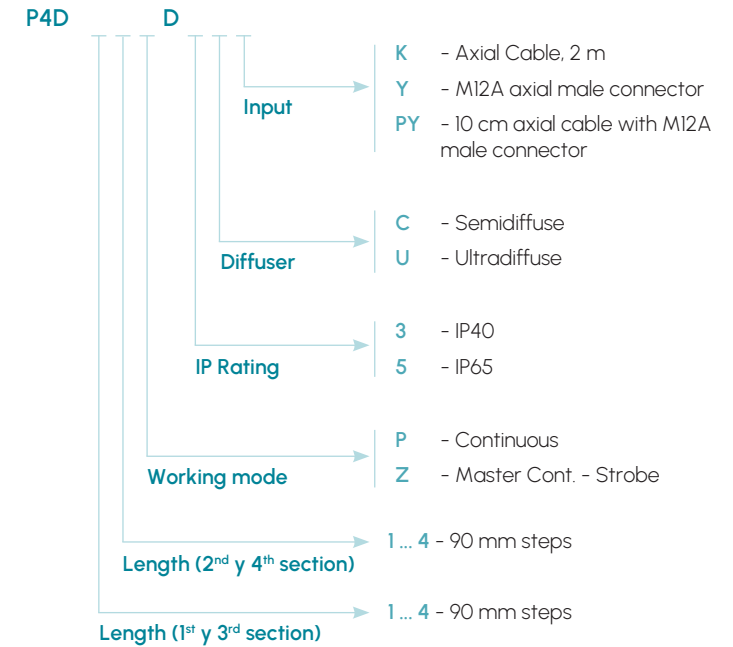 P4D D
K - Axial Cable, 2 m
Y - M12A axial male connector
Input
PY - 10 cm axial cable with M12A
male connector
C - Semidiffuse
U - Ultradiffuse
Diffuser
3 - IP40
5 - IP65
IP Rating
P - Continuous
Z - Master Cont. - Strobe
Working mode
1 ... 4 - 90 mm steps
Length (2nd y 4th section)
1 ... 4 - 90 mm steps
Length (1st y 3rd section)